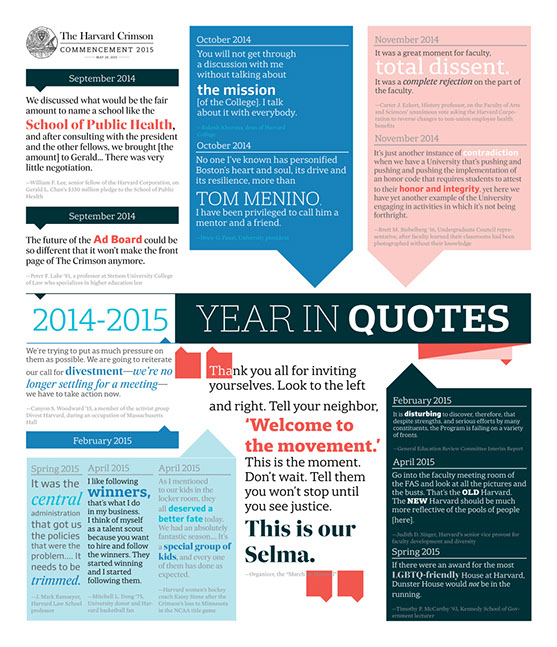 The Harvard Crimson
COMMENCEMENT 2015
MAY 28, 2015
September 2014
We discussed what would be the fair
amount to name a school like the
School of Public Health,
and after consulting with the president
and the other fellows, we brought [the
amount] to Gerald... There was very
little negotiation.
—William F. Lee, senior fellow of the Harvard Corporation, on
Gerald L. Chan's $350 million pledge to the School of Public
Health
September 2014
The future of the Ad Board could be
so different that it won't make the front
page of The Crimson anymore.
—Peter F. Lake '81, a professor at Stetson University College
of Law who specializes in higher education law
October 2014
You will not get through
a discussion with me
without talking about
the mission
[of the College]. I talk
about it with everybody.
—Rakesh Khurana, dean of Harvard
College
October 2014
No one I've known has personified
Boston's heart and soul, its drive and
its resilience, more than
TOM MENINO.
I have been privileged to call him a
mentor and a friend.
—Drew G. Faust, University president
November 2014
It was a great moment for faculty,
total dissent.
It was a complete rejection on the part of
the faculty.
—Carter J. Eckert, History professor, on the Faculty of Arts
and Sciences' unanimous vote asking the Harvard Corpo-
ration to reverse changes to non-union employee health
benefits
November 2014
It's just another instance of contradiction
when we have a University that's pushing and
pushing and pushing the implementation of
an honor code that requires students to attest
to their honor and integrity, yet here we
have yet another example of the University
engaging in activities in which it's not being
forthright.
—Brett M. Biebelberg '16, Undergraduate Council repre-
sentative, after faculty learned their classrooms had been
photographed without their knowledge
2014-2015 YEAR IN QUOTES
We're trying to put as much pressure on
them as possible. We are going to reiterate
our call for divestment—we're no
longer settling for a meeting—
we have to take action now.
—Canyon S. Woodward '15, a member of the activist group
Divest Harvard, during an occupation of Massachusetts
Hall
February 2015
Spring 2015
It was the
central
administration
that got us
the policies
that were the
problem.... It
needs to be
trimmed.
—J. Mark Ramseyer,
Harvard Law School
professor
April 2015
I like following
winners,
that's what I do
in my business.
I think of myself
as a talent scout
because you want
to hire and follow
the winners. They
started winning
and I started
following them.
—Mitchell L. Dong '75,
University donor and Har-
vard basketball fan
April 2015
As I mentioned
to our kids in the
locker room, they
all deserved a
better fate today.
We had an absolutely
fantastic season... It's
a special group of
kids, and every one
of them has done as
expected.
—Harvard women's hockey
coach Katey Stone after the
Crimson's loss to Minnesota
in the NCAA title game
Thank you all for inviting
yourselves. Look to the left
and right. Tell your neighbor,
'Welcome to
the movement.'
This is the moment.
Don't wait. Tell them
you won't stop until
you see justice.
This is our
Selma.
—Organizers, the "March
February 2015
It is disturbing to discover, therefore, that
despite strengths, and serious efforts by many
constituents, the Program is failing on a variety
of fronts.
—General Education Review Committee Interim Report
April 2015
Go into the faculty meeting room of
the FAS and look at all the pictures and
the busts. That's the OLD Harvard.
The NEW Harvard should be much
more reflective of the pools of people
[here].
—Judith D. Singer, Harvard's senior vice provost for
faculty development and diversity
Spring 2015
If there were an award for the most
LGBTQ-friendly House at Harvard,
Dunster House would not be in the
running.
—Timothy P. McCarthy '93, Kennedy School of Gov-
ernment lecturer